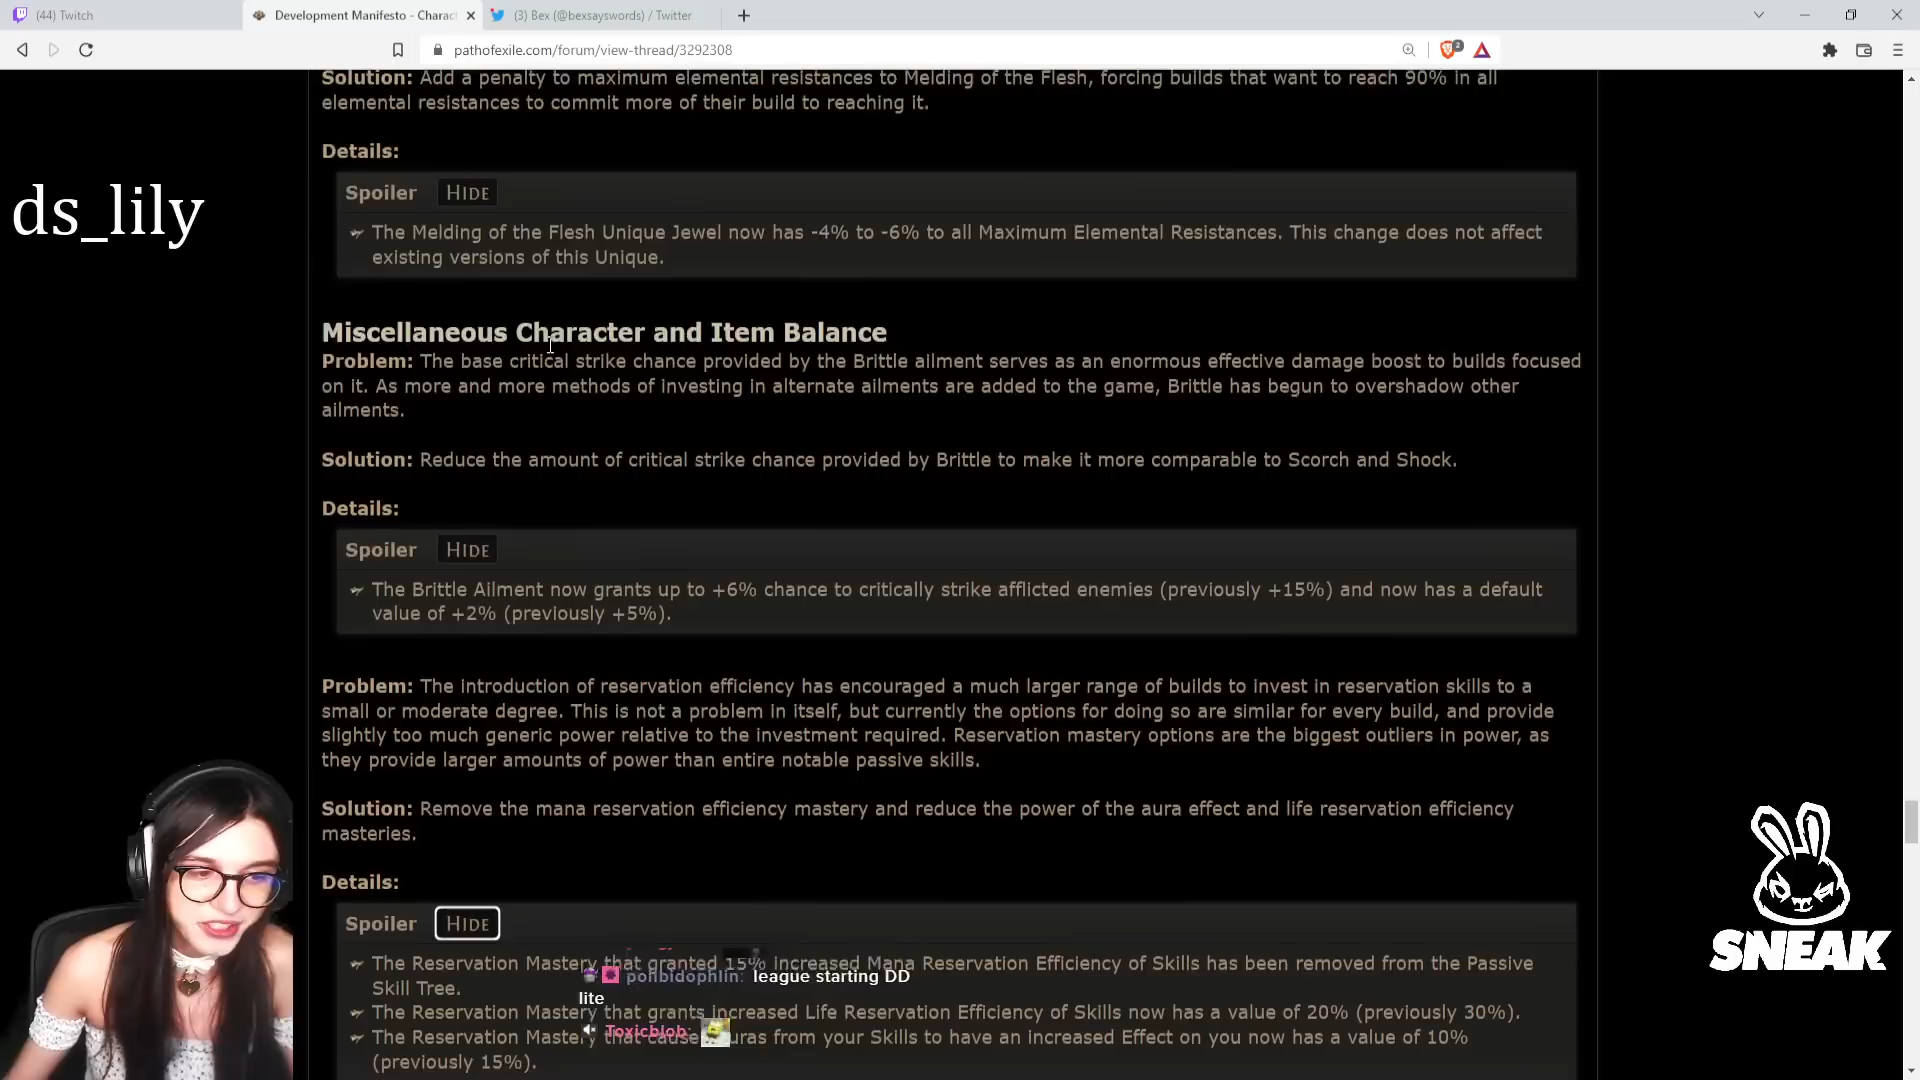 (44) Twitch
Development Manifesto - Charac
(3) Bex (@bexsayswords) / Twitter
pathofexile.com/forum/view-thread/3292308
2
Solution: Add a penalty to maximum elemental resistances to Melding of the Flesh, forcing builds that want to reach 90% in all
elemental resistances to commit more of their build to reaching it.
Details:
Spoiler HIDE
The Melding of the Flesh Unique Jewel now has -4% to -6% to all Maximum Elemental Resistances. This change does not affect
existing versions of this Unique.
ds_lily
Miscellaneous Character and Item Balance
Problem: The base critical strike chance provided by the Brittle ailment serves as an enormous effective damage boost to builds focused
on it. As more and more methods of investing in alternate ailments are added to the game, Brittle has begun to overshadow other
ailments.
Solution: Reduce the amount of critical strike chance provided by Brittle to make it more comparable to Scorch and Shock.
Details:
Spoiler HIDE
The Brittle Ailment now grants up to +6% chance to critically strike afflicted enemies (previously +15%) and now has a default
value of +2% (previously +5%).
Problem: The introduction of reservation efficiency has encouraged a much larger range of builds to invest in reservation skills to a
small or moderate degree. This is not a problem in itself, but currently the options for doing so are similar for every build, and provide
slightly too much generic power relative to the investment required. Reservation mastery options are the biggest outliers in power, as
they provide larger amounts of power than entire notable passive skills.
Solution: Remove the mana reservation efficiency mastery and reduce the power of the aura effect and life reservation efficiency
masteries.
Details:
Spoiler HIDE
The Reservation Mastery that granted 15% increased Mana Reservation Efficiency of Skills has been removed from the Passive
Skill Tree.
league starting DD
lite
The Reservation Mastery that grants increased Life Reservation Efficiency of Skills now has a value of 20% (previously 30%).
Toxicblob:
The Reservation Mastery that cause auras from your Skills to have an increased Effect on you now has a value of 10%
(previously 15%).
SNEAK